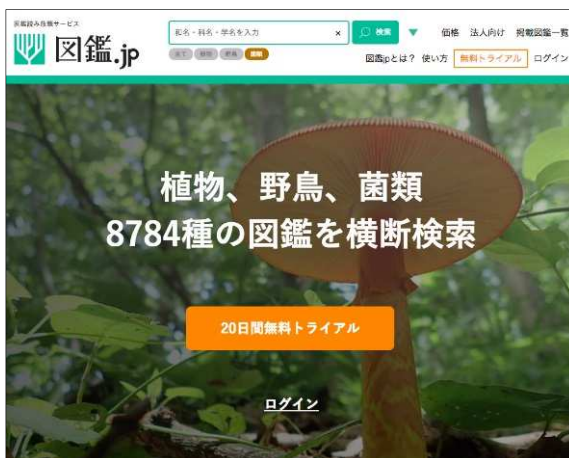 図鑑読み放題サービス
図鑑.jp
和名・科名・学名を入力
×
検索
▼
価格 法人向け 掲載図鑑一覧
全て 植物 野鳥 菌類
図鑑.jpとは? 使い方 無料トライアル ログイン
植物、野鳥、菌類
8784種の図鑑を横断検索
20日間無料トライアル
ログイン